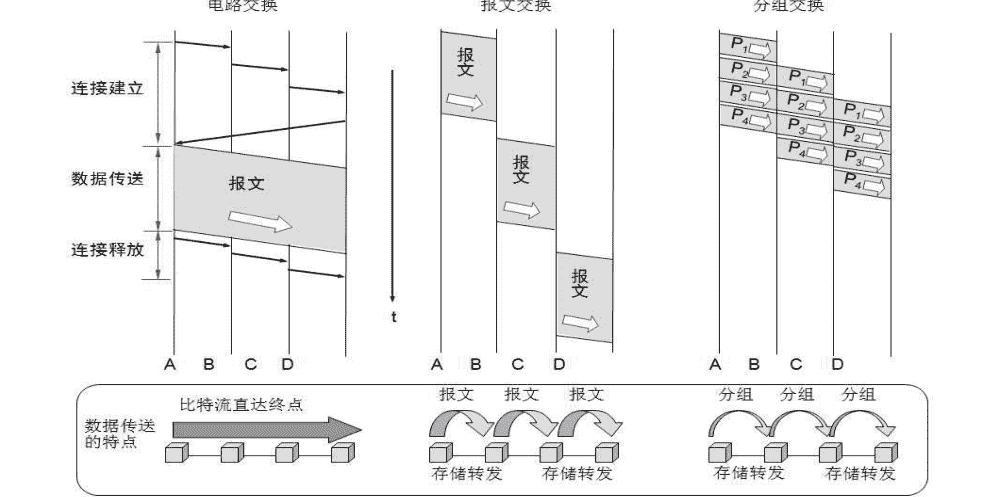 电路交换
报文交换
分组交换
连接建立
数据传送
连接释放
报文
t
A B C D
报文
报文
报文
A B C D
P1
P2
P3
P4
P1
P2
P3
P4
P1
P2
P3
P4
A B C D
数据传送
的特点
比特流直达终点
报文 报文 报文
存储转发 存储转发
分组 分组 分组
存储转发 存储转发